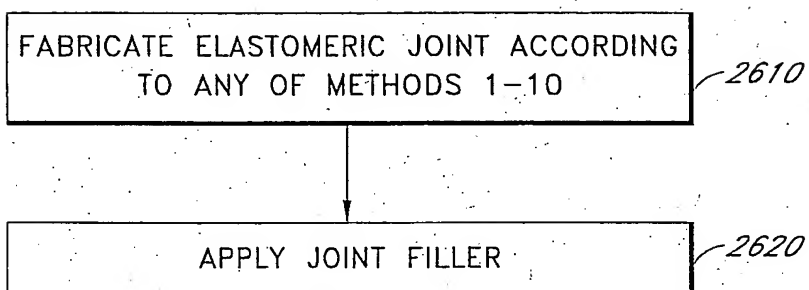 FABRICATE ELASTOMERIC JOINT ACCORDING
TO ANY OF METHODS 1-10
2610
APPLY JOINT FILLER
2620